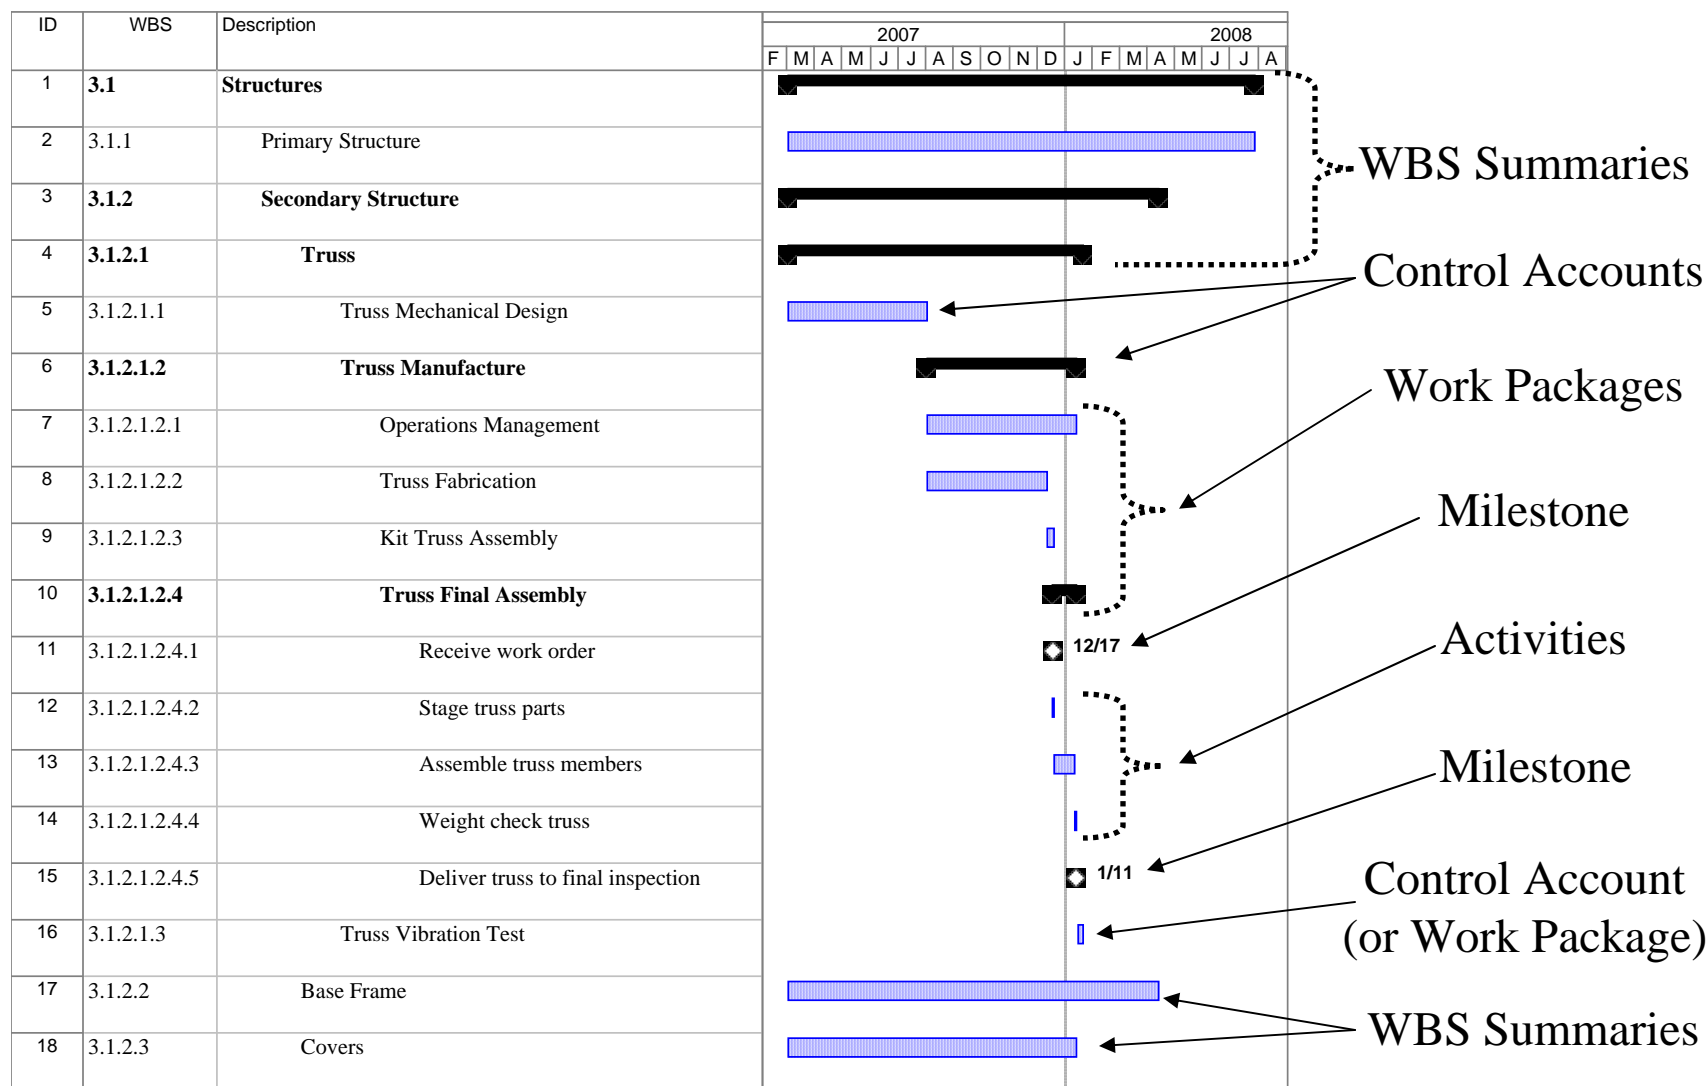 ID WBS Description
2007 2008
F M A M J J A S O N D J F M A M J J A
1 3.1 Structures
2 3.1.1 Primary Structure
3 3.1.2 Secondary Structure
4 3.1.2.1 Truss
5 3.1.2.1.1 Truss Mechanical Design
6 3.1.2.1.2 Truss Manufacture
7 3.1.2.1.2.1 Operations Management
8 3.1.2.1.2.2 Truss Fabrication
9 3.1.2.1.2.3 Kit Truss Assembly
10 3.1.2.1.2.4 Truss Final Assembly
11 3.1.2.1.2.4.1 Receive work order 12/17
12 3.1.2.1.2.4.2 Stage truss parts
13 3.1.2.1.2.4.3 Assemble truss members
14 3.1.2.1.2.4.4 Weight check truss
15 3.1.2.1.2.4.5 Deliver truss to final inspection 1/11
16 3.1.2.1.3 Truss Vibration Test
17 3.1.2.2 Base Frame
18 3.1.2.3 Covers
WBS Summaries
Control Accounts
Work Packages
Milestone
Activities
Milestone
Control Account
(or Work Package)
WBS Summaries